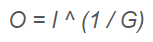 O = I ^ (1 / G)